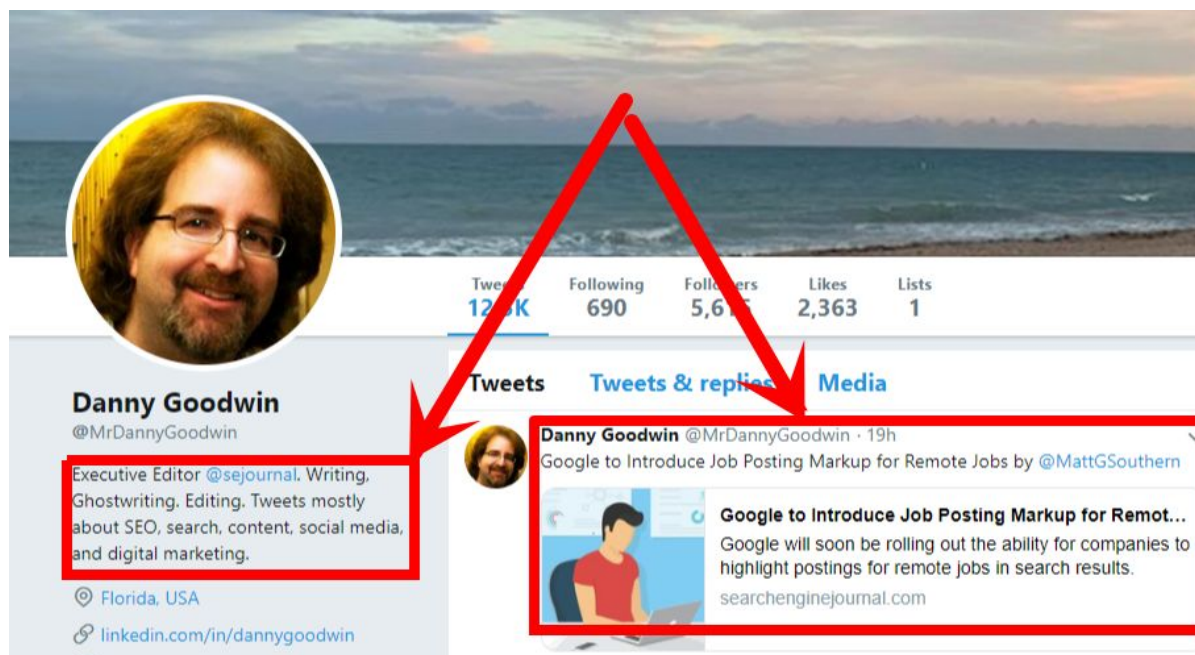 Tweets Following Followers Likes Lists
690 2,363 1
Tweets Tweets & replies Media
Danny Goodwin
@MrDannyGoodwin
Executive Editor @sejournal. Writing,
Ghostwriting. Editing. Tweets mostly
about SEO, search, content, social media,
and digital marketing.
Florida, USA
linkedin.com/in/dannygoodwin
Danny Goodwin @MrDannyGoodwin · 19h
Google to Introduce Job Posting Markup for Remote Jobs by @MattGSouthern
Google to Introduce Job Posting Markup for Remot...
Google will soon be rolling out the ability for companies to
highlight postings for remote jobs in search results.
searchenginejournal.com